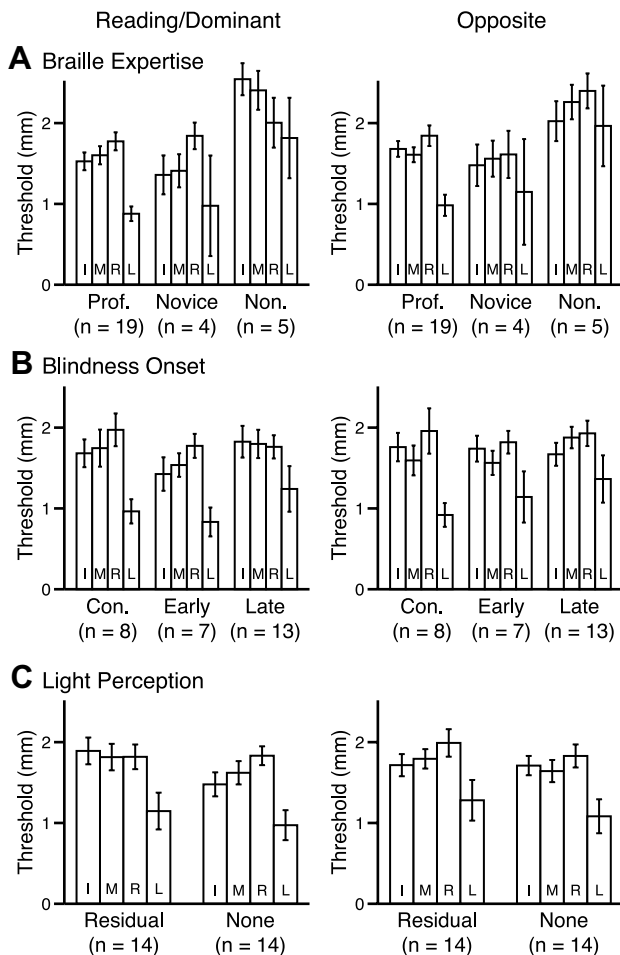 Reading/Dominant Opposite
A Braille Expertise
Threshold (mm) 2 1 0 I M R L I M R L I M R L
Prof. Novice Non.
(n = 19) (n = 4) (n = 5)
Threshold (mm) 2 1 0 I M R L I M R L I M R L
Prof. Novice Non.
(n = 19) (n = 4) (n = 5)
B Blindness Onset
Threshold (mm) 2 1 0 I M R L I M R L I M R L
Con. Early Late
(n = 8) (n = 7) (n = 13)
Threshold (mm) 2 1 0 I M R L I M R L I M R L
Con. Early Late
(n = 8) (n = 7) (n = 13)
C Light Perception
Threshold (mm) 2 1 0 I M R L I M R L
Residual None
(n = 14) (n = 14)
Threshold (mm) 2 1 0 I M R L I M R L
Residual None
(n = 14) (n = 14)